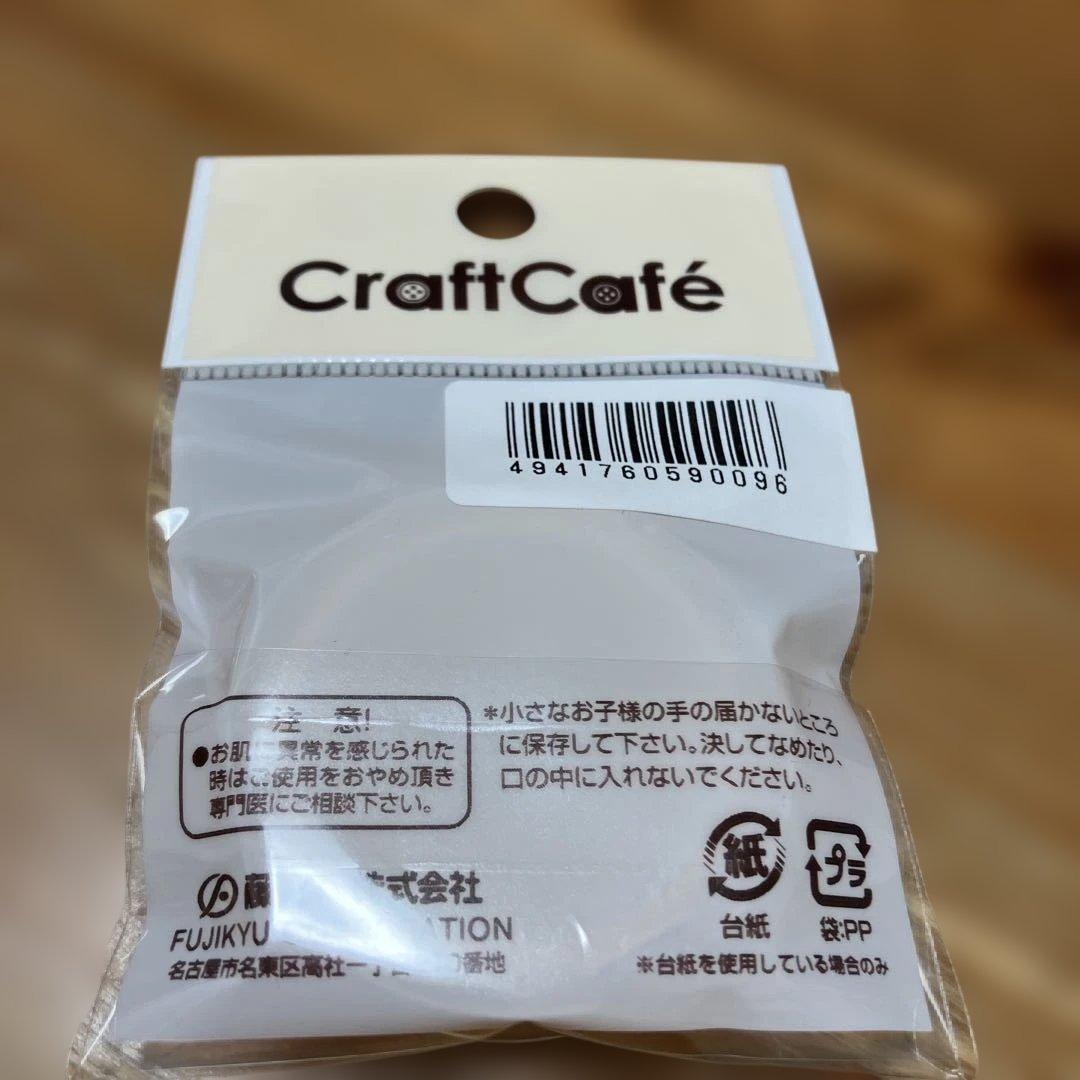 CraftCafé
4941760590096
注 意!
●お肌に異常を感じられた
時はご使用をおやめ頂き
専門医にご相談下さい。
*小さなお子様の手の届かないところ
に保存して下さい。決してなめたり、
口の中に入れないでください。
紙
プラ
台紙
袋:PP
※台紙を使用している場合のみ
藤 式会社
FUJIKYU ATION
名古屋市名東区高社一丁 番地